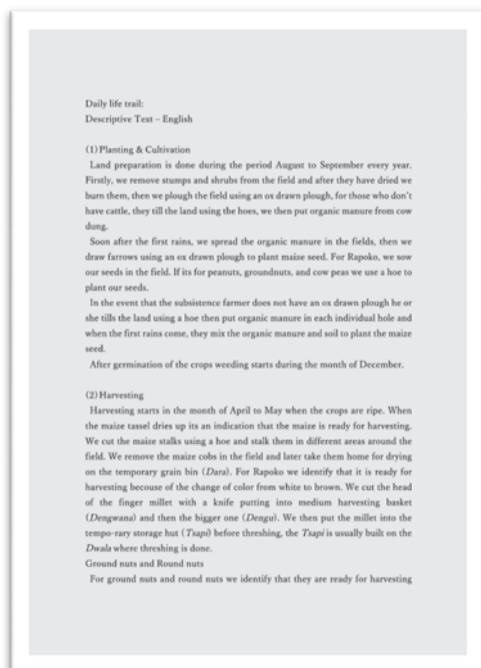 Daily life trail:
Descriptive Text – English
(1)Planting & Cultivation
Land preparation is done during the period August to September every year.
Firstly, we remove stumps and shrubs from the field and after they have dried we
burn them, then we plough the field using an ox drawn plough, for those who don't
have cattle, they till the land using the hoes, we then put organic manure from cow
dung.
Soon after the first rains, we spread the organic manure in the fields, then we
draw farrows using an ox drawn plough to plant maize seed. For Rapoko, we sow
our seeds in the field. If its for peanuts, groundnuts, and cow peas we use a hoe to
plant our seeds.
In the event that the subsistence farmer does not have an ox drawn plough he or
she tills the land using a hoe then put organic manure in each individual hole and
when the first rains come, they mix the organic manure and soil to plant the maize
seed.
After germination of the crops weeding starts during the month of December.
(2)Harvesting
Harvesting starts in the month of April to May when the crops are ripe. When
the maize tassel dries up its an indication that the maize is ready for harvesting.
We cut the maize stalks using a hoe and stalk them in different areas around the
field. We remove the maize cobs in the field and later take them home for drying
on the temporary grain bin (Dara). For Rapoko we identify that it is ready for
harvesting becouse of the change of color from white to brown. We cut the head
of the finger millet with a knife putting into medium harvesting basket
(Dengwana) and then the bigger one (Dengu). We then put the millet into the
tempo-rary storage hut (Tsapi) before threshing, the Tsapi is usually built on the
Dwala where threshing is done.
Ground nuts and Round nuts
For ground nuts and round nuts we identify that they are ready for harvesting